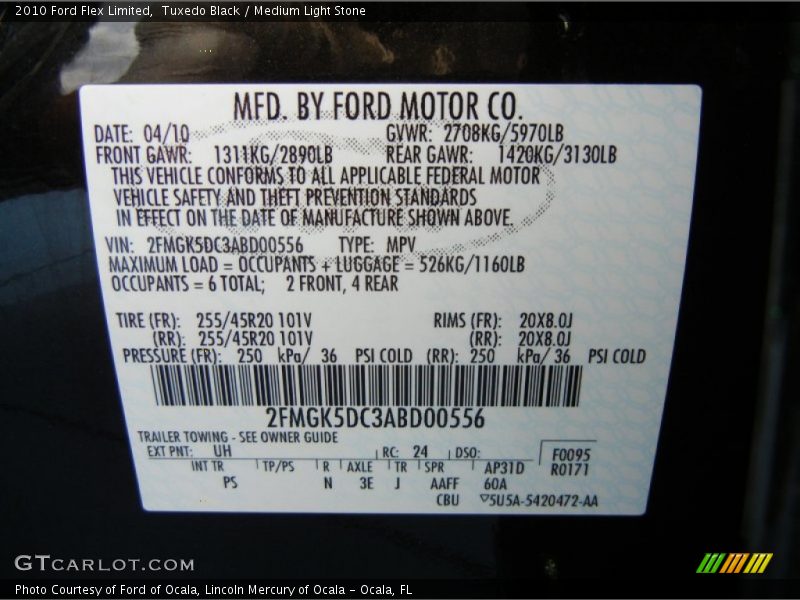 2010 Ford Flex Limited, Tuxedo Black / Medium Light Stone
MFD. BY FORD MOTOR CO.
DATE: 04/10 GVWR: 2708KG/5970LB
FRONT GAWR: 1311KG/2890LB REAR GAWR: 1420KG/3130LB
THIS VEHICLE CONFORMS TO ALL APPLICABLE FEDERAL MOTOR
VEHICLE SAFETY AND THEFT PREVENTION STANDARDS
IN EFFECT ON THE DATE OF MANUFACTURE SHOWN ABOVE.
VIN: 2FMGK5DC3ABD00556 TYPE: MPV
MAXIMUM LOAD = OCCUPANTS + LUGGAGE = 526KG/1160LB
OCCUPANTS = 6 TOTAL; 2 FRONT, 4 REAR
TIRE (FR): 255/45R20 101V RIMS (FR): 20X8.0J
(RR): 255/45R20 101V (RR): 20X8.0J
PRESSURE (FR): 250 kPa/ 36 PSI COLD (RR): 250 kPa/ 36 PSI COLD
2FMGK5DC3ABD00556
TRAILER TOWING - SEE OWNER GUIDE
EXT PNT: UH RC: 24 DSO: F0095
INT TR TP/PS R AXLE TR SPR AP31D R0171
PS N 3E J AAFF 60A
CBU 5U5A-5420472-AA
GTCARLOT.COM
Photo Courtesy of Ford of Ocala, Lincoln Mercury of Ocala - Ocala, FL